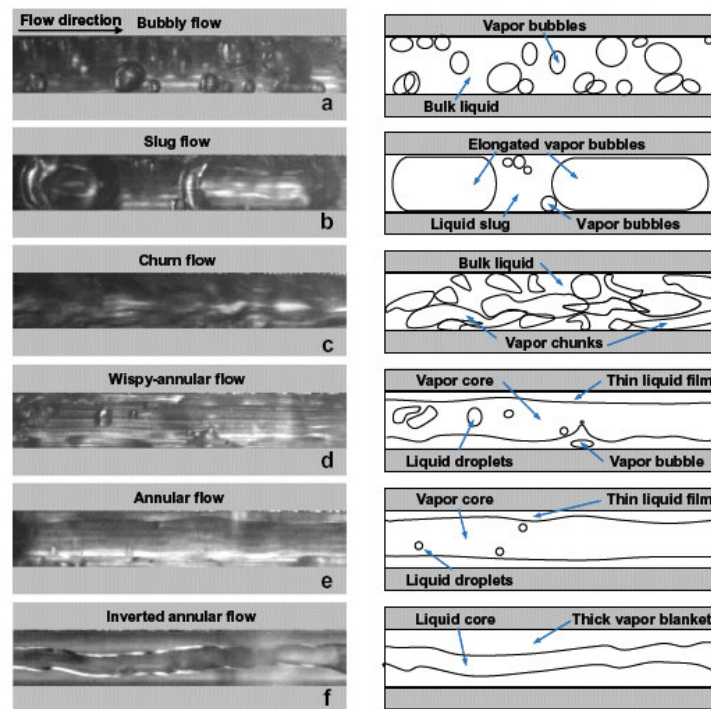 Flow direction
Bubbly flow
a
Vapor bubbles
Bulk liquid
Slug flow
b
Elongated vapor bubbles
Liquid slug
Vapor bubbles
Churn flow
c
Bulk liquid
Vapor chunks
Wispy-annular flow
d
Vapor core
Thin liquid film
Liquid droplets
Vapor bubble
Annular flow
e
Vapor core
Thin liquid film
Liquid droplets
Inverted annular flow
f
Liquid core
Thick vapor blanket